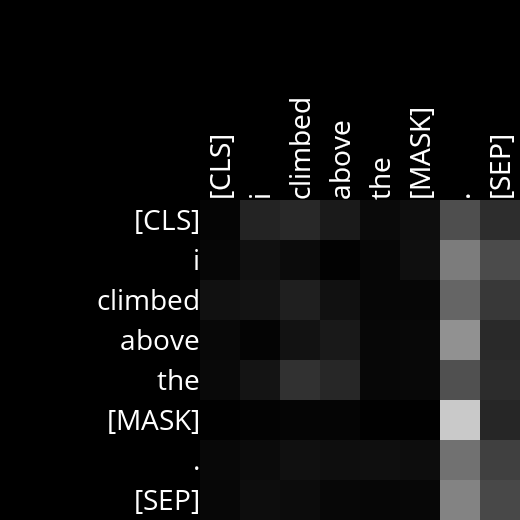 [CLS]
i
climbed
above
the
[MASK]
.
[SEP]
[CLS]
i
climbed
above
the
[MASK]
.
[SEP]